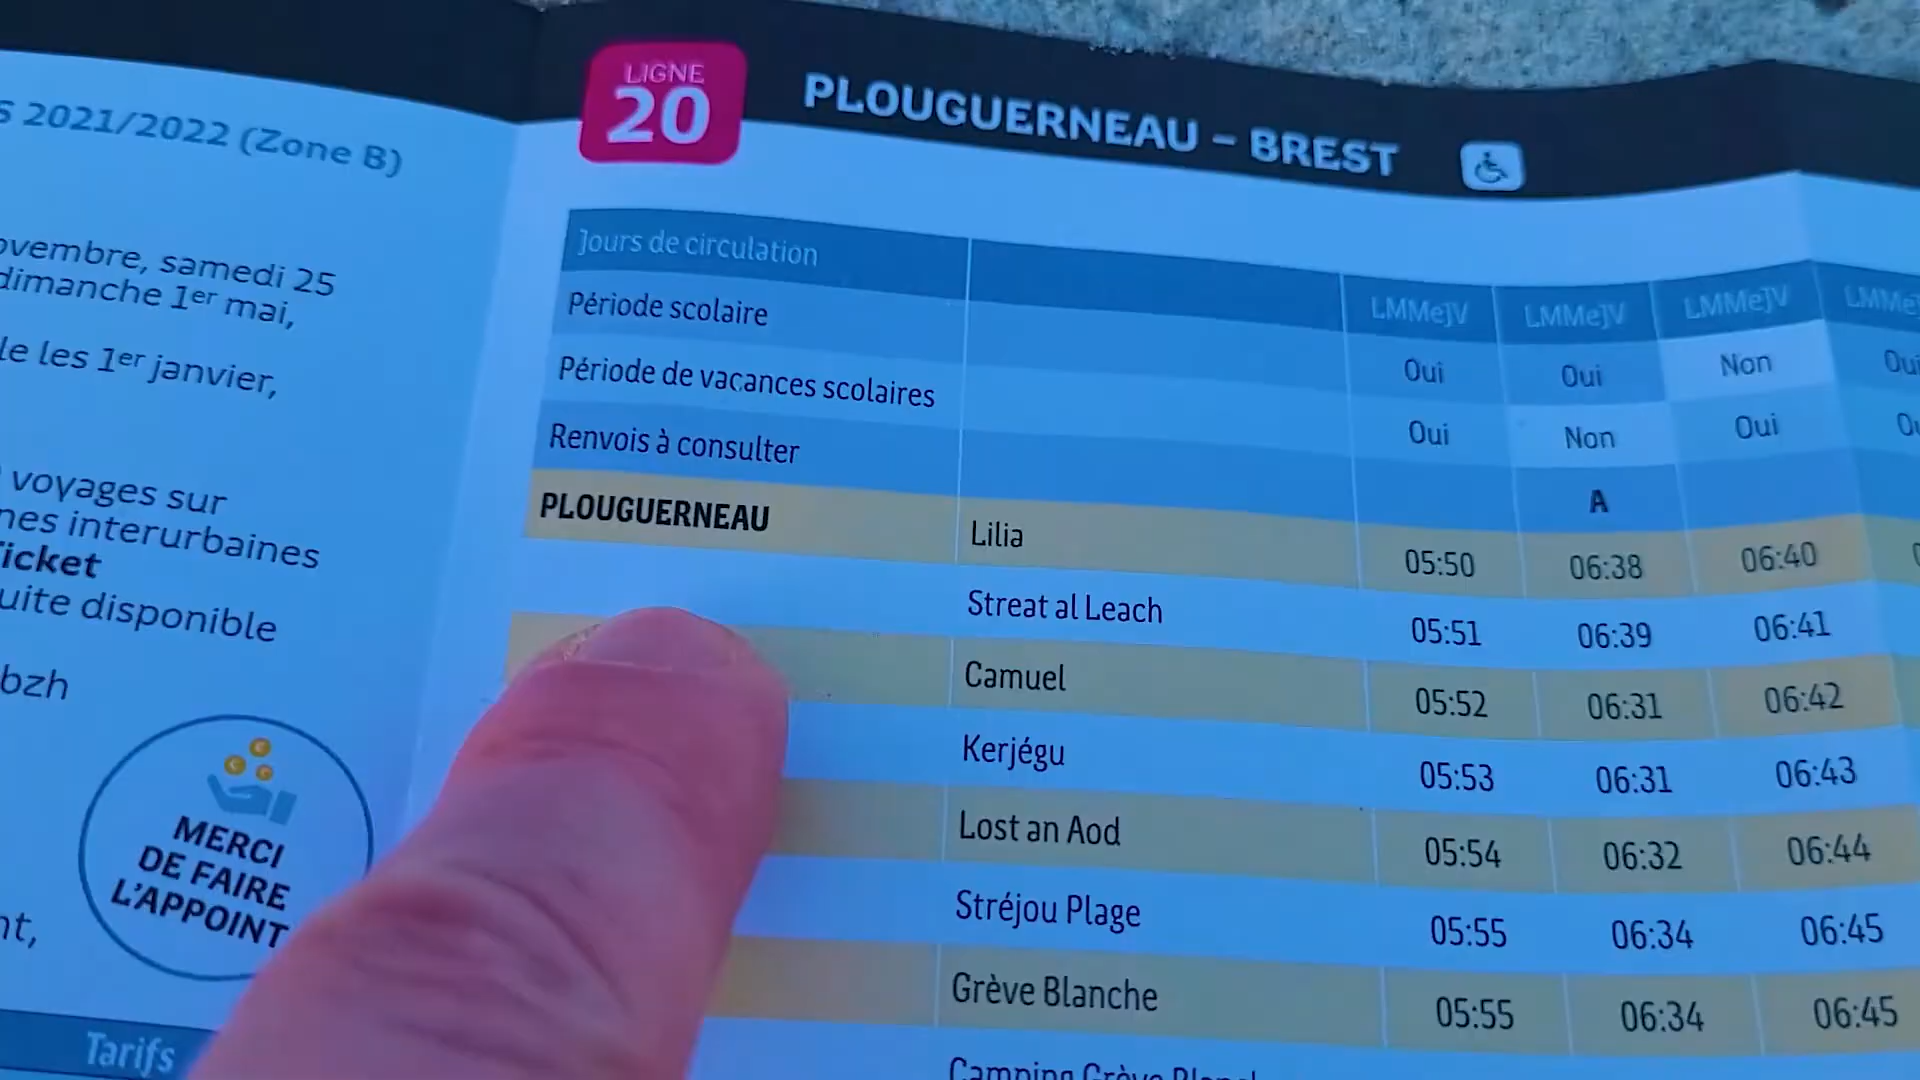 S 2021/2022 (Zone B)
ovembre, samedi 25
dimanche 1er mai,
le les 1er janvier,
voyages sur
nes interurbaines
Ticket
uite disponible
bzh
MERCI
DE FAIRE
L'APPOINT
nt,
Tarifs
LIGNE
20
PLOUGUERNEAU – BREST
Jours de circulation LMMeJV LMMeJV LMMeJV LMMeJ
Période scolaire Oui Oui Non Oui
Période de vacances scolaires Oui Non Oui Ou
Renvois à consulter A
PLOUGUERNEAU Lilia 05:50 06:38 06:40
Streat al Leach 05:51 06:39 06:41
Camuel 05:52 06:31 06:42
Kerjégu 05:53 06:31 06:43
Lost an Aod 05:54 06:32 06:44
Stréjou Plage 05:55 06:34 06:45
Grève Blanche 05:55 06:34 06:45
Camping Grève Blanch